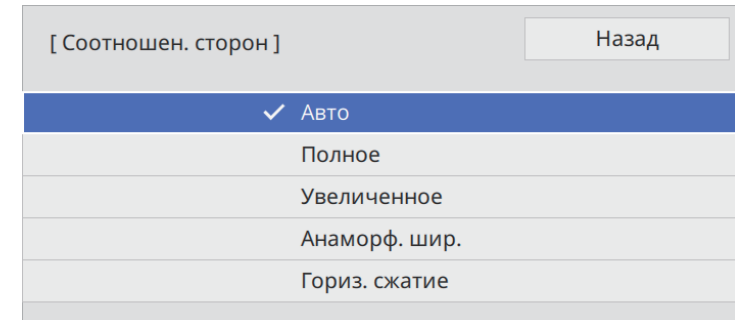 [ Соотношен. сторон ]
Назад
Авто
Полное
Увеличенное
Анаморф. шир.
Гориз. сжатие